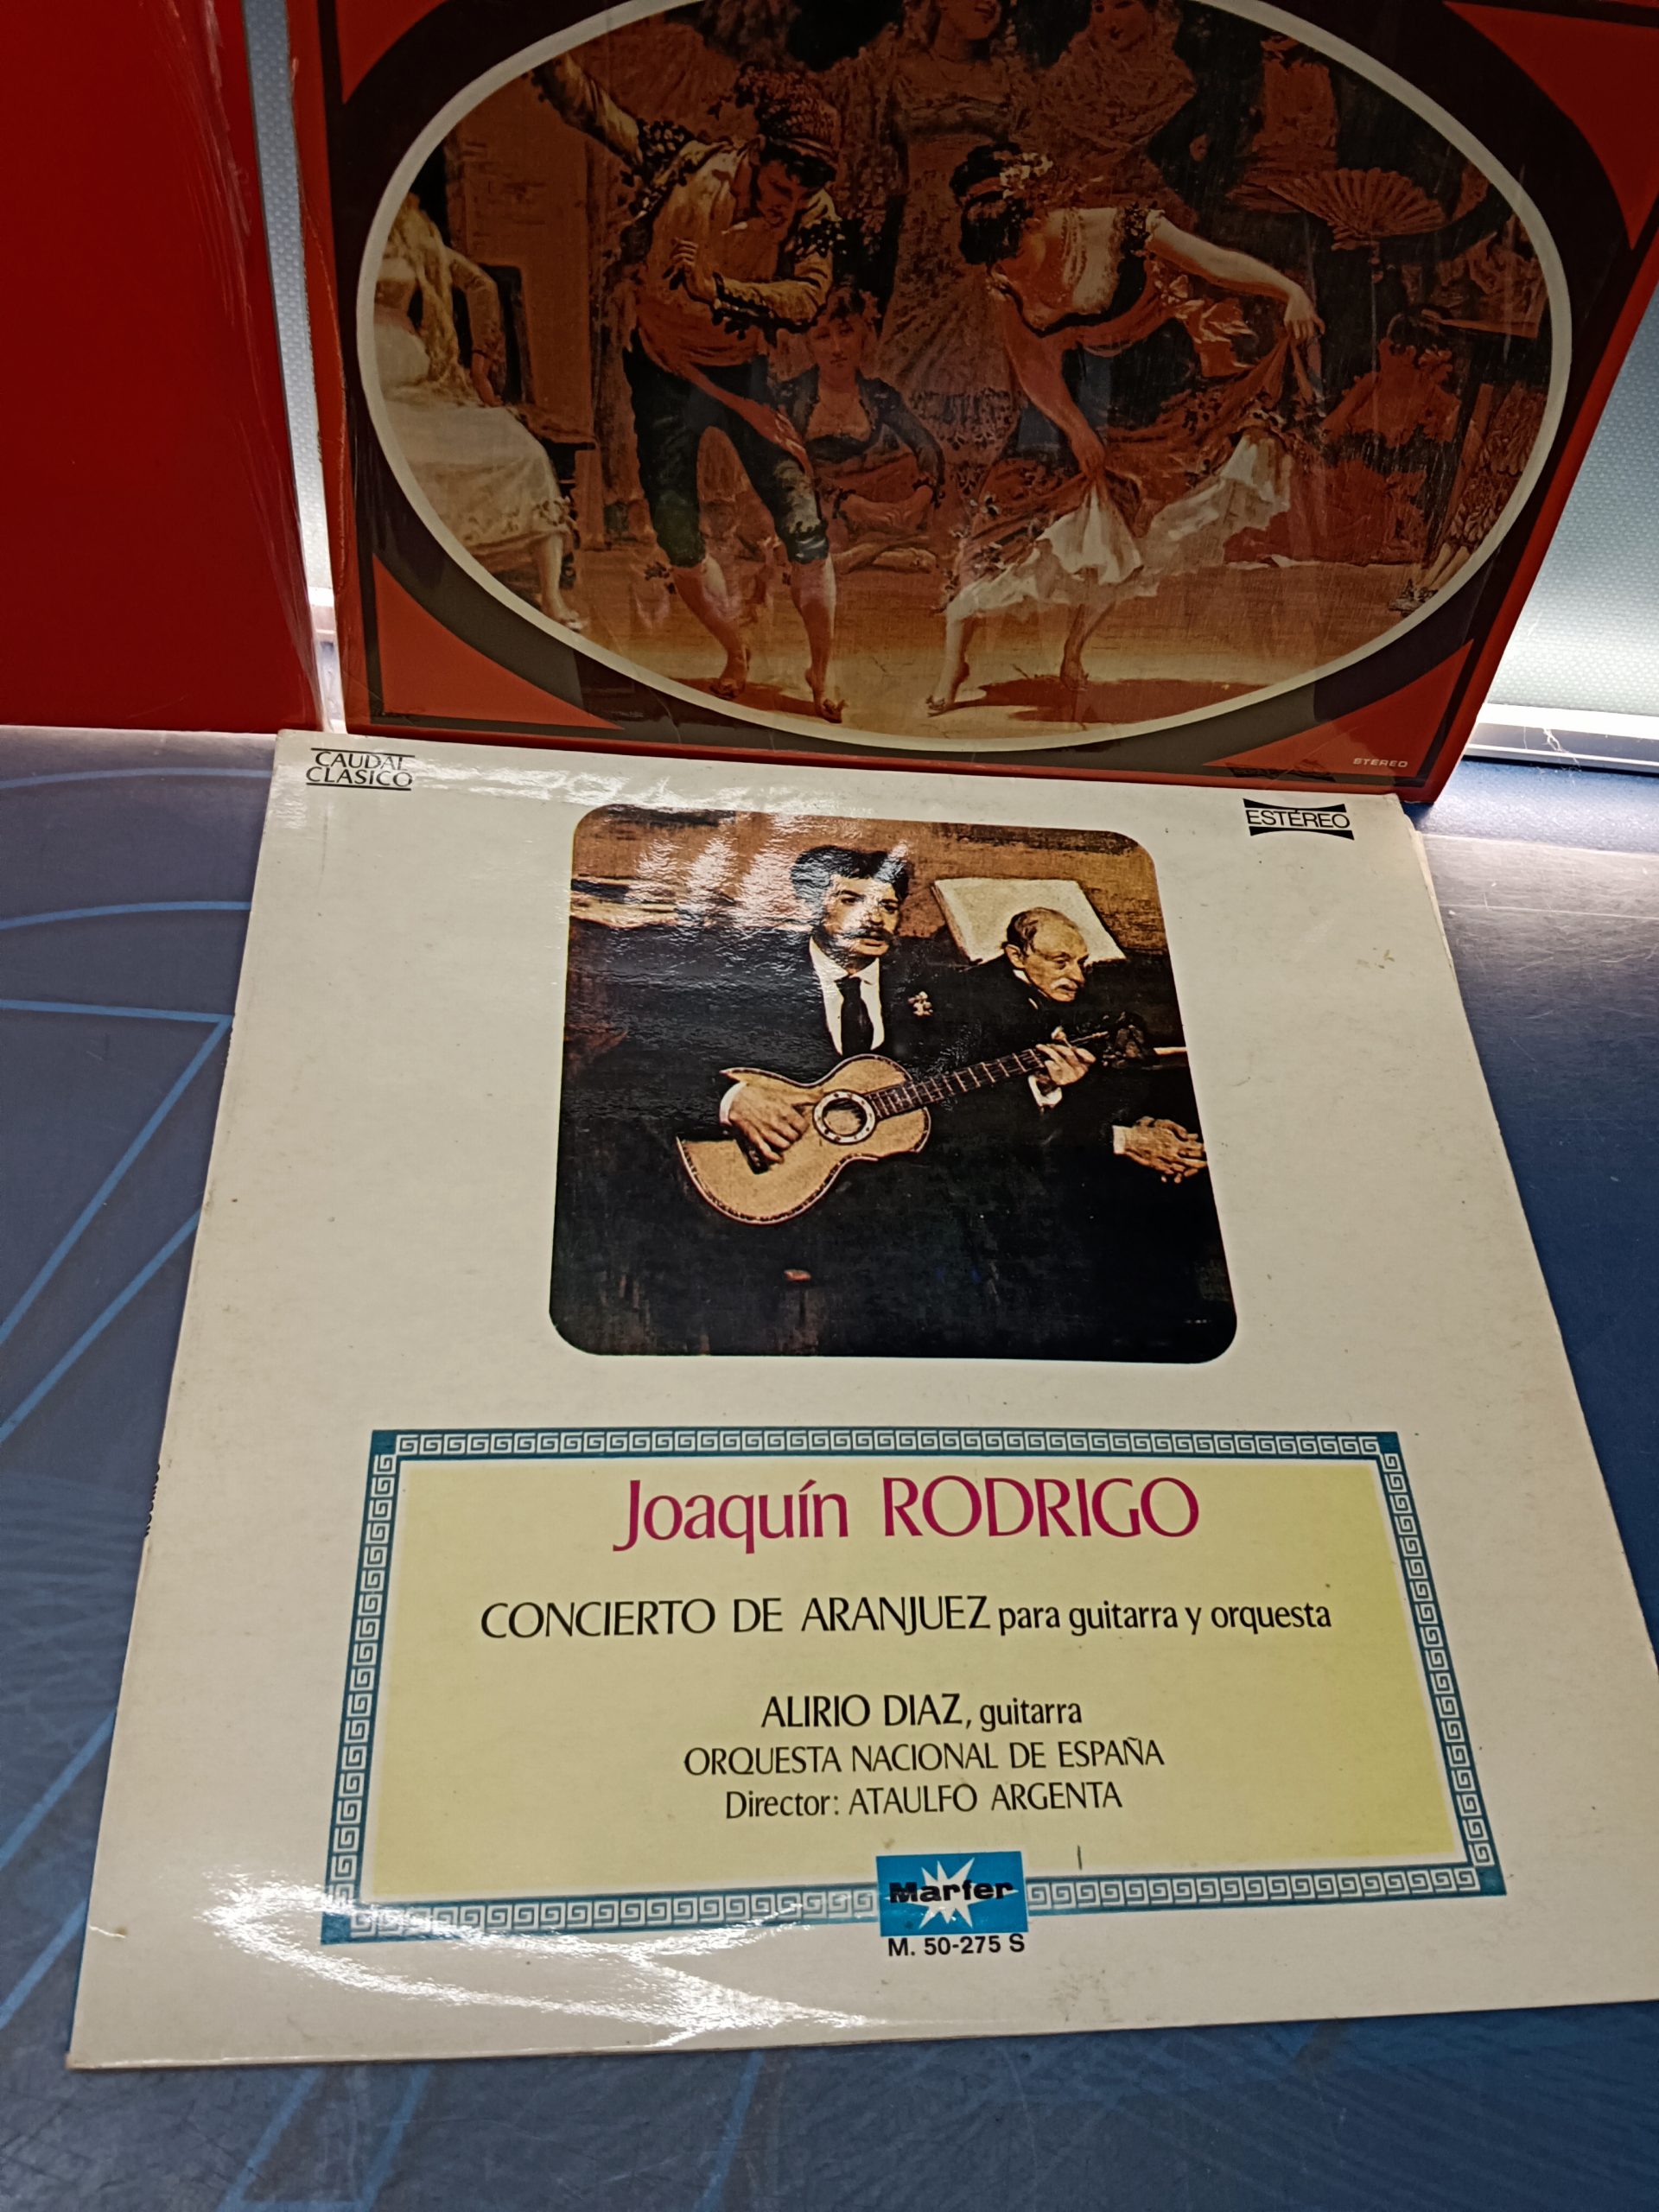 STEREO
CAUDAL
CLASICO
ESTÉREO
Joaquín RODRIGO
CONCIERTO DE ARANJUEZ para guitarra y orquesta
ALIRIO DIAZ, guitarra
ORQUESTA NACIONAL DE ESPAÑA
Director: ATAULFO ARGENTA
Marfer
M. 50-275 S